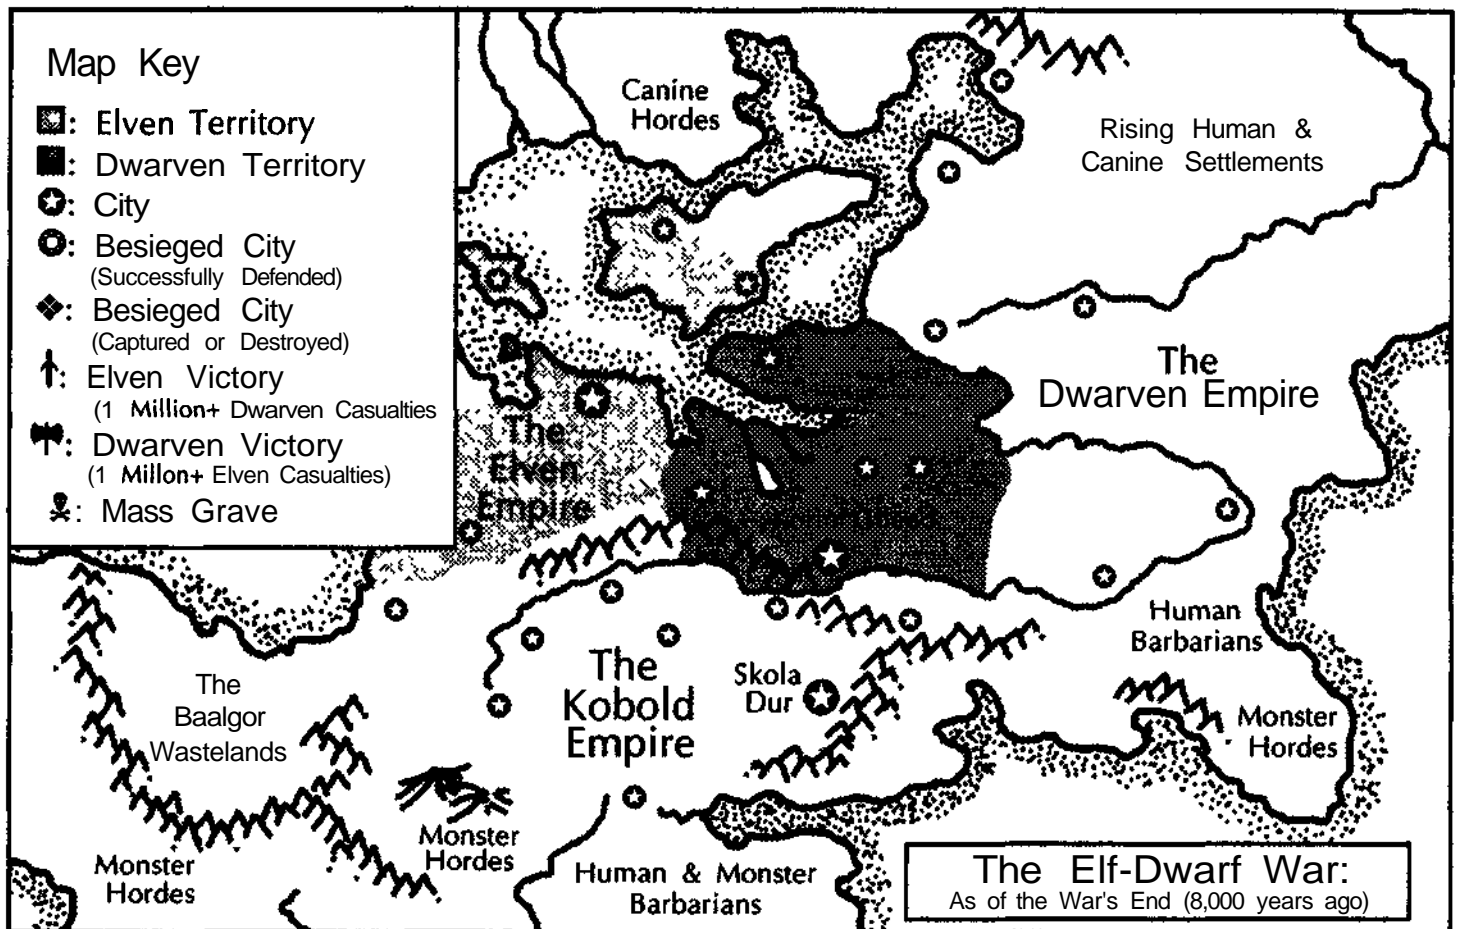 Map Key
: Elven Territory
: Dwarven Territory
: City
: Besieged City
(Successfully Defended)
: Besieged City
(Captured or Destroyed)
: Elven Victory
(1 Million+ Dwarven Casualties
: Dwarven Victory
(1 Millon+ Elven Casualties)
: Mass Grave
Canine
Hordes
Rising Human &
Canine Settlements
The
Dwarven Empire
The
Elven
Empire
Human
Barbarians
The
Kobold
Empire
Skola
Dur
The
Baalgor
Wastelands
Monster
Hordes
Monster
Hordes
Monster
Hordes
Human & Monster
Barbarians
The Elf-Dwarf War:
As of the War's End (8,000 years ago)